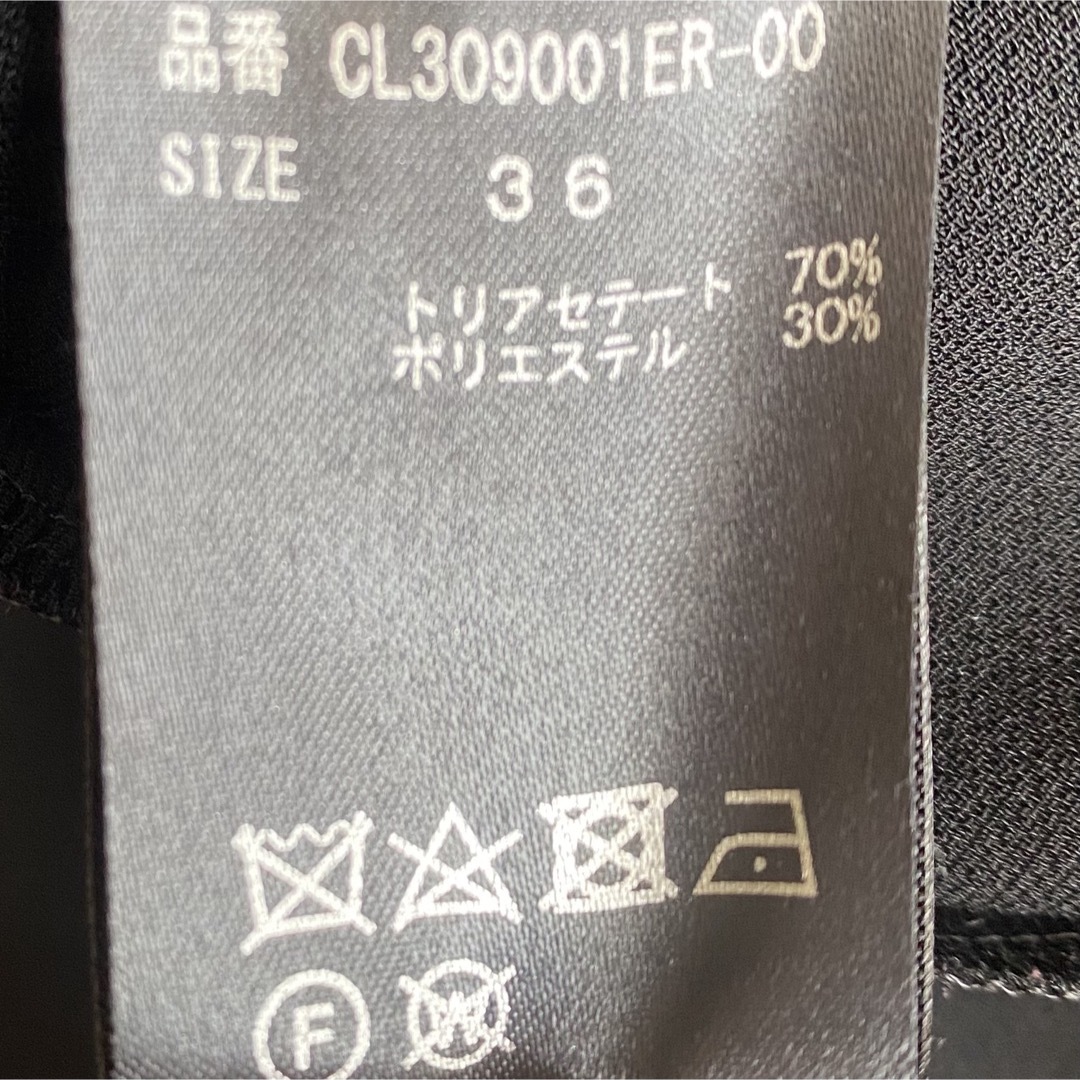 品番 CL309001ER-00
SIZE 36
トリアセテート 70%
ポリエステル 30%
F
W